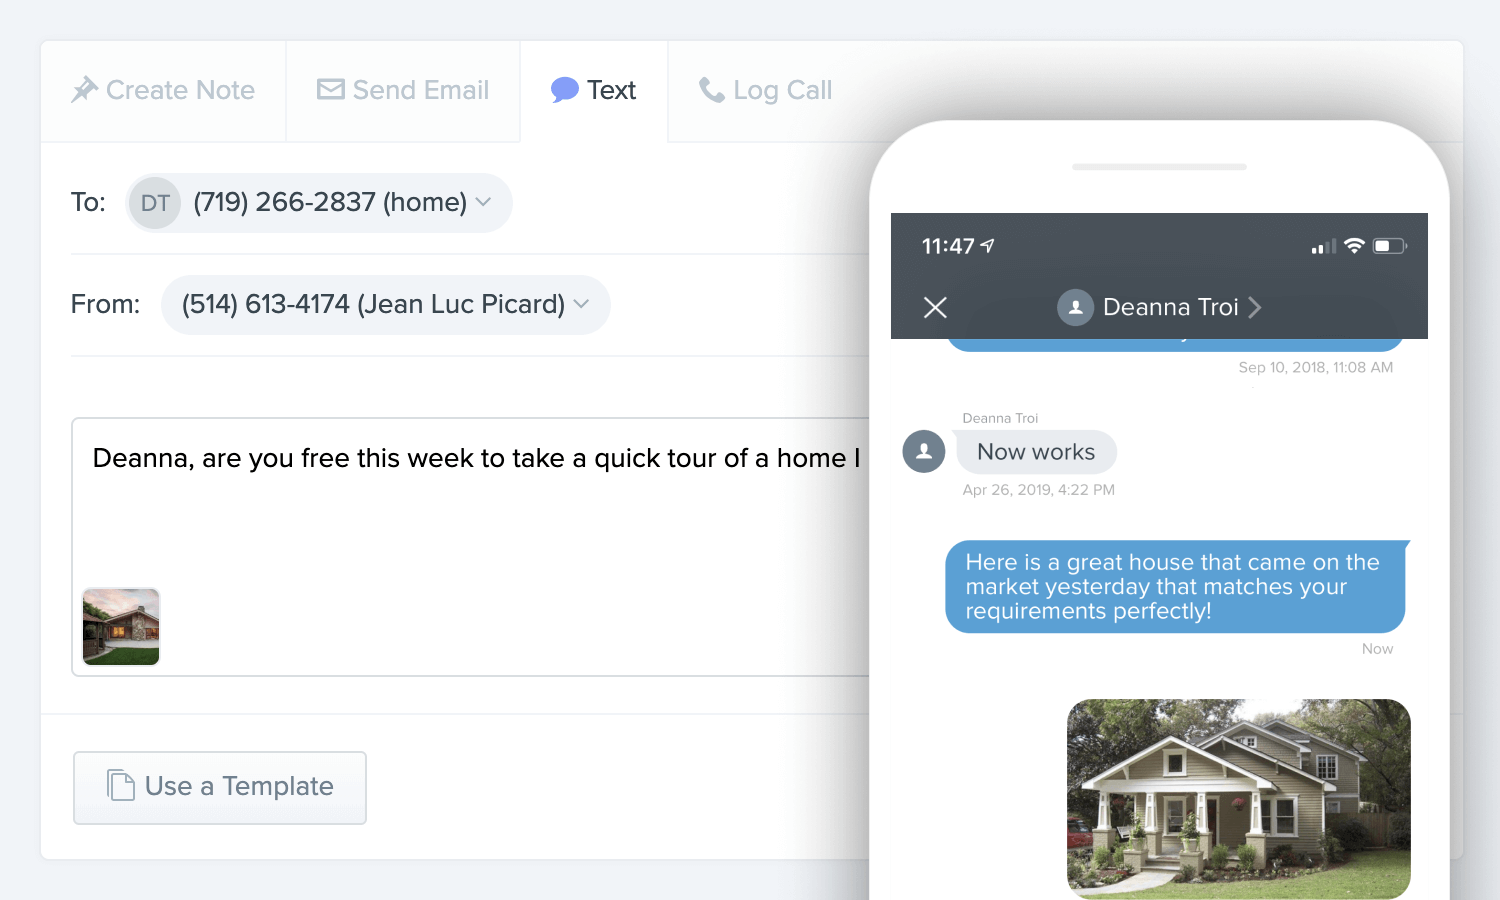 Create Note
Send Email
Text
Log Call
To:
DT
(719) 266-2837 (home)
From:
(514) 613-4174 (Jean Luc Picard)
Deanna, are you free this week to take a quick tour of a home I
Use a Template
11:47
Deanna Troi
Sep 10, 2018, 11:08 AM
Deanna Troi
Now works
Apr 26, 2019, 4:22 PM
Here is a great house that came on the
market yesterday that matches your
requirements perfectly!
Now